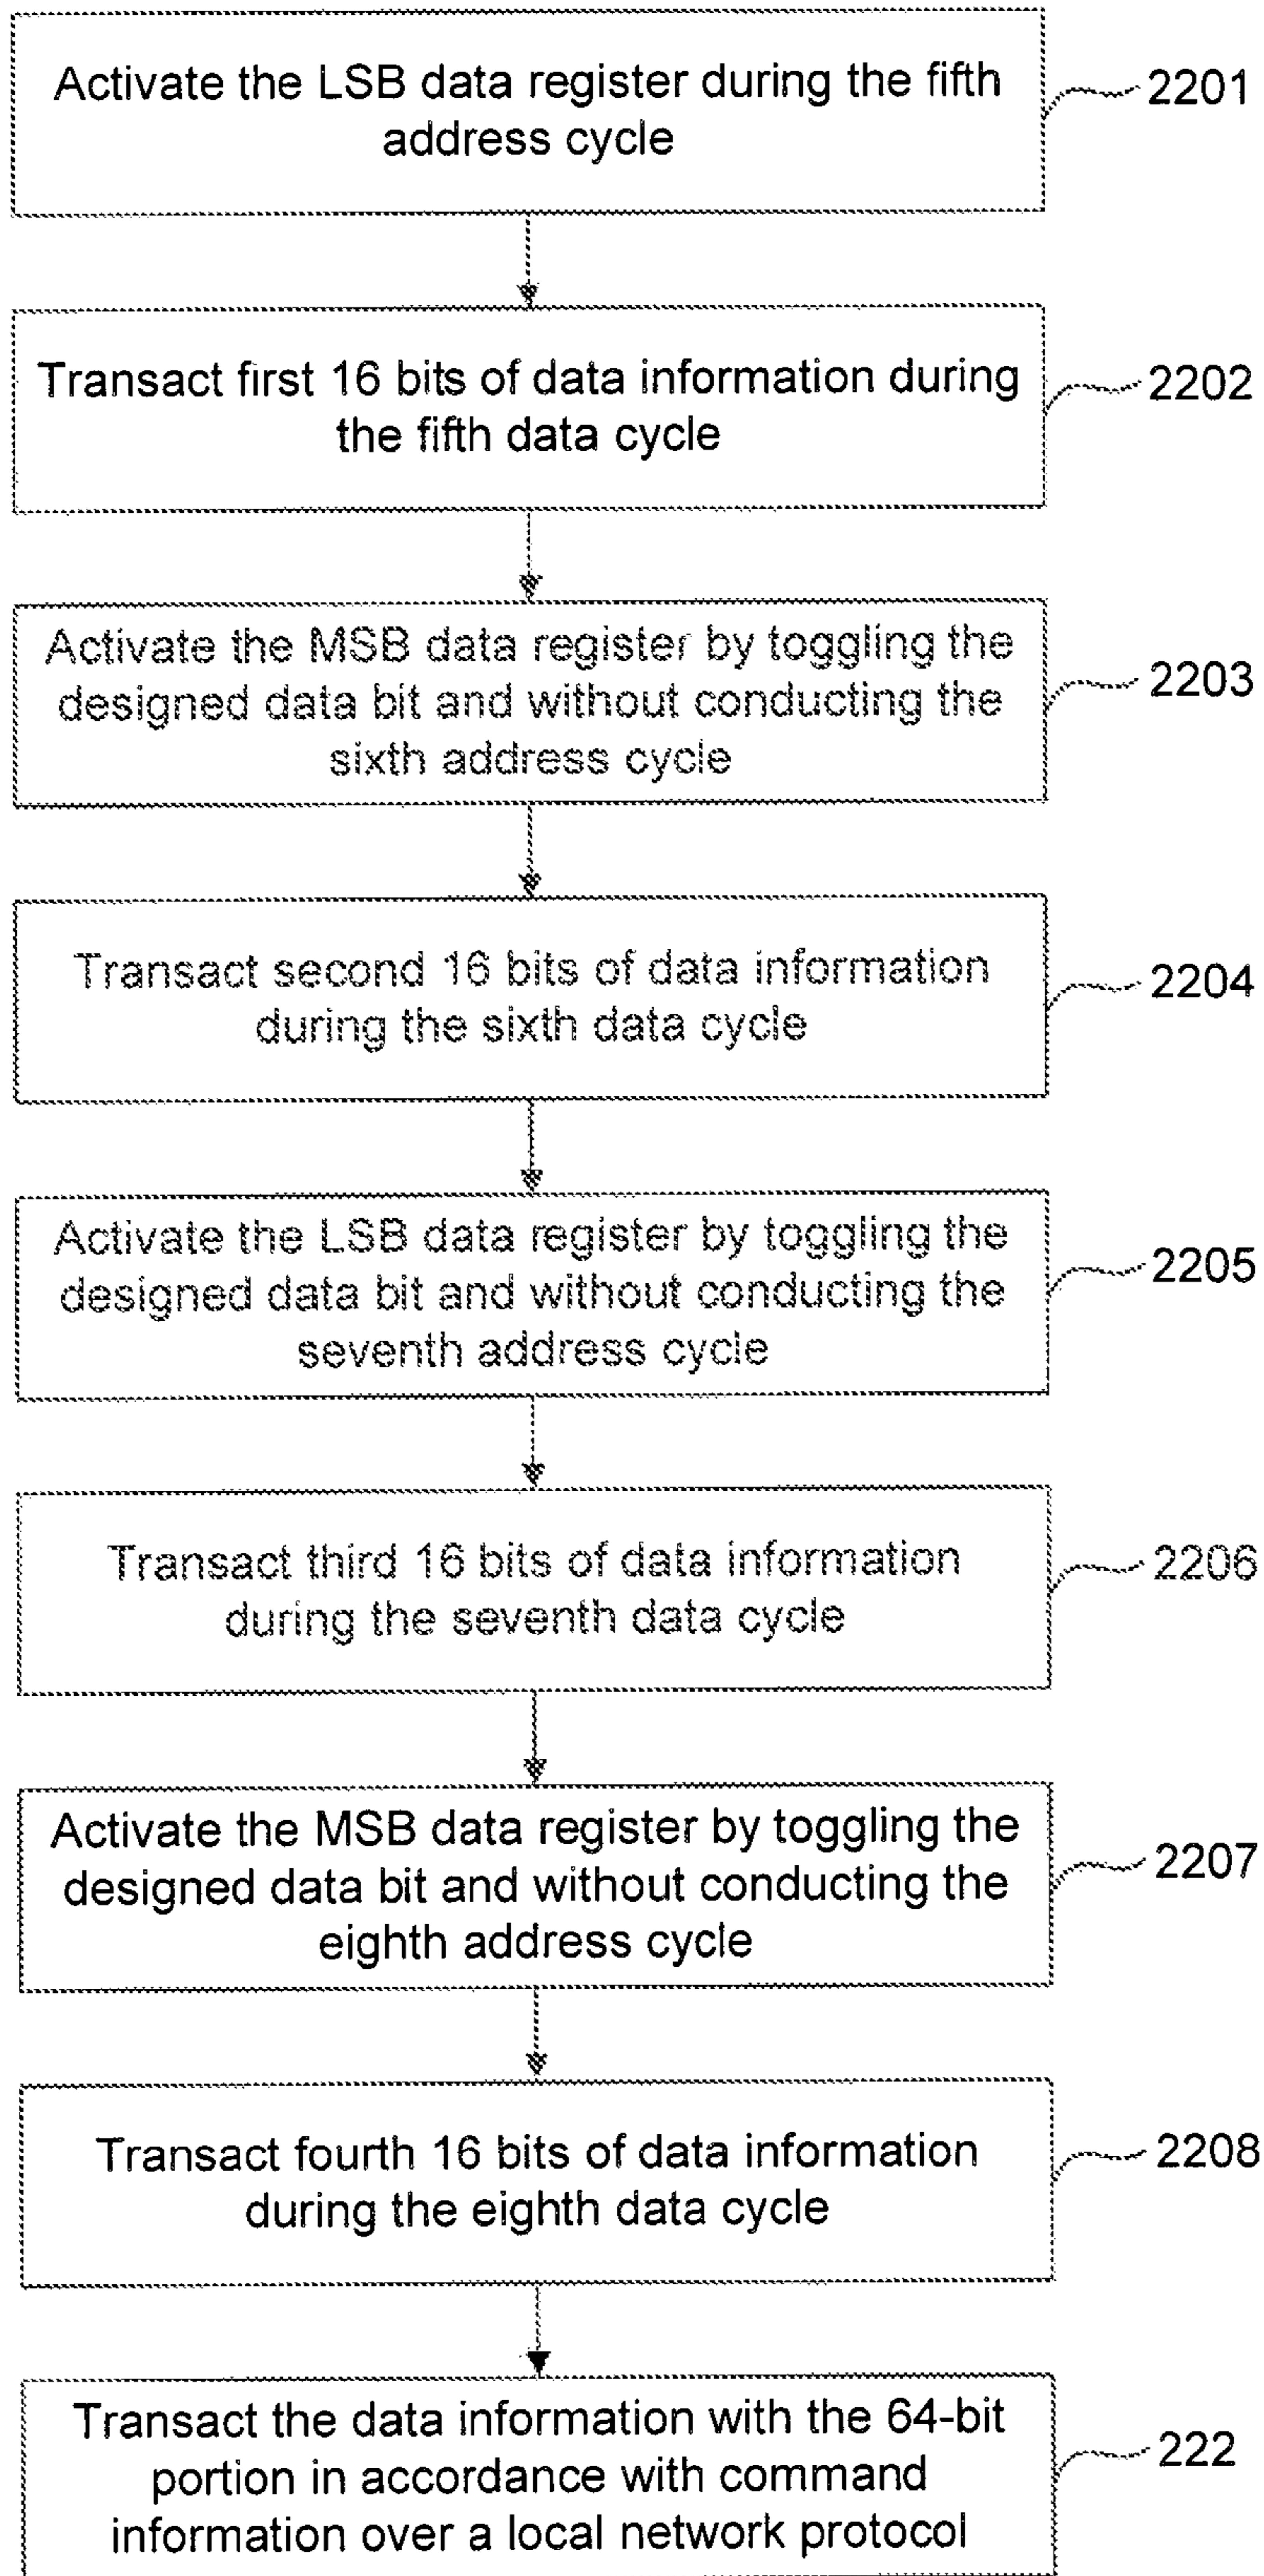 Activate the LSB data register during the fifth
address cycle
2201
Transact first 16 bits of data information during
the fifth data cycle
2202
Activate the MSB data register by toggling the
designed data bit and without conducting the
sixth address cycle
2203
Transact second 16 bits of data information
during the sixth data cycle
2204
Activate the LSB data register by toggling the
designed data bit and without conducting the
seventh address cycle
2205
Transact third 16 bits of data information
during the seventh data cycle
2206
Activate the MSB data register by toggling the
designed data bit and without conducting the
eighth address cycle
2207
Transact fourth 16 bits of data information
during the eighth data cycle
2208
Transact the data information with the 64-bit
portion in accordance with command
information over a local network protocol
222